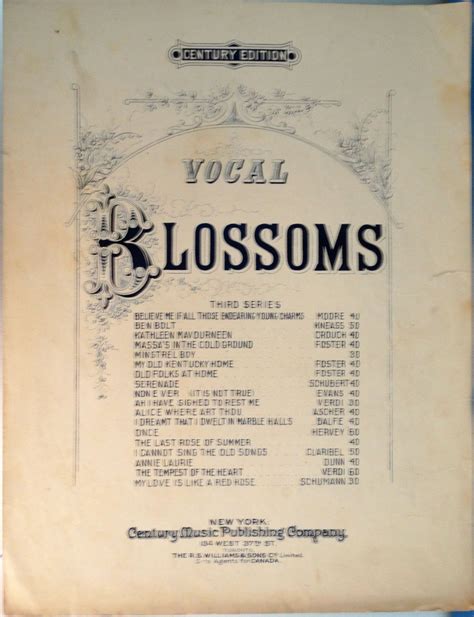 CENTURY EDITION
VOCAL
BLOSSOMS
THIRD SERIES
BELIEVE ME IF ALL THOSE ENDEARING YOUNG CHARMS MOORE 40
BEN BOLT KNEASS 50
KATHLEEN MAVOURNEEN CROUCH 40
MASSA'S IN THE COLD GROUND FOSTER 40
MINSTREL BOY 30
MY OLD KENTUCKY HOME FOSTER 40
OLD FOLKS AT HOME FOSTER 40
SERENADE SCHUBERT 40
NON E VER (IT IS NOT TRUE) EVANS 40
AH I HAVE SIGHED TO REST ME VERDI 30
ALICE WHERE ART THOU ASCHER 40
I DREAMT THAT I DWELT IN MARBLE HALLS BALFE 40
ONCE HERVEY 60
THE LAST ROSE OF SUMMER 40
I CANNOT SING THE OLD SONGS CLARIBEL 50
ANNIE LAURIE DUNN 40
THE TEMPEST OF THE HEART VERDI 60
MY LOVE IS LIKE A RED ROSE SCHUMANN 30
NEW YORK:
Century Music Publishing Company,
WEST 37TH ST.
TORONTO
THE R.S. WILLIAMS & SONS CO Limited
Sole Agents for CANADA.